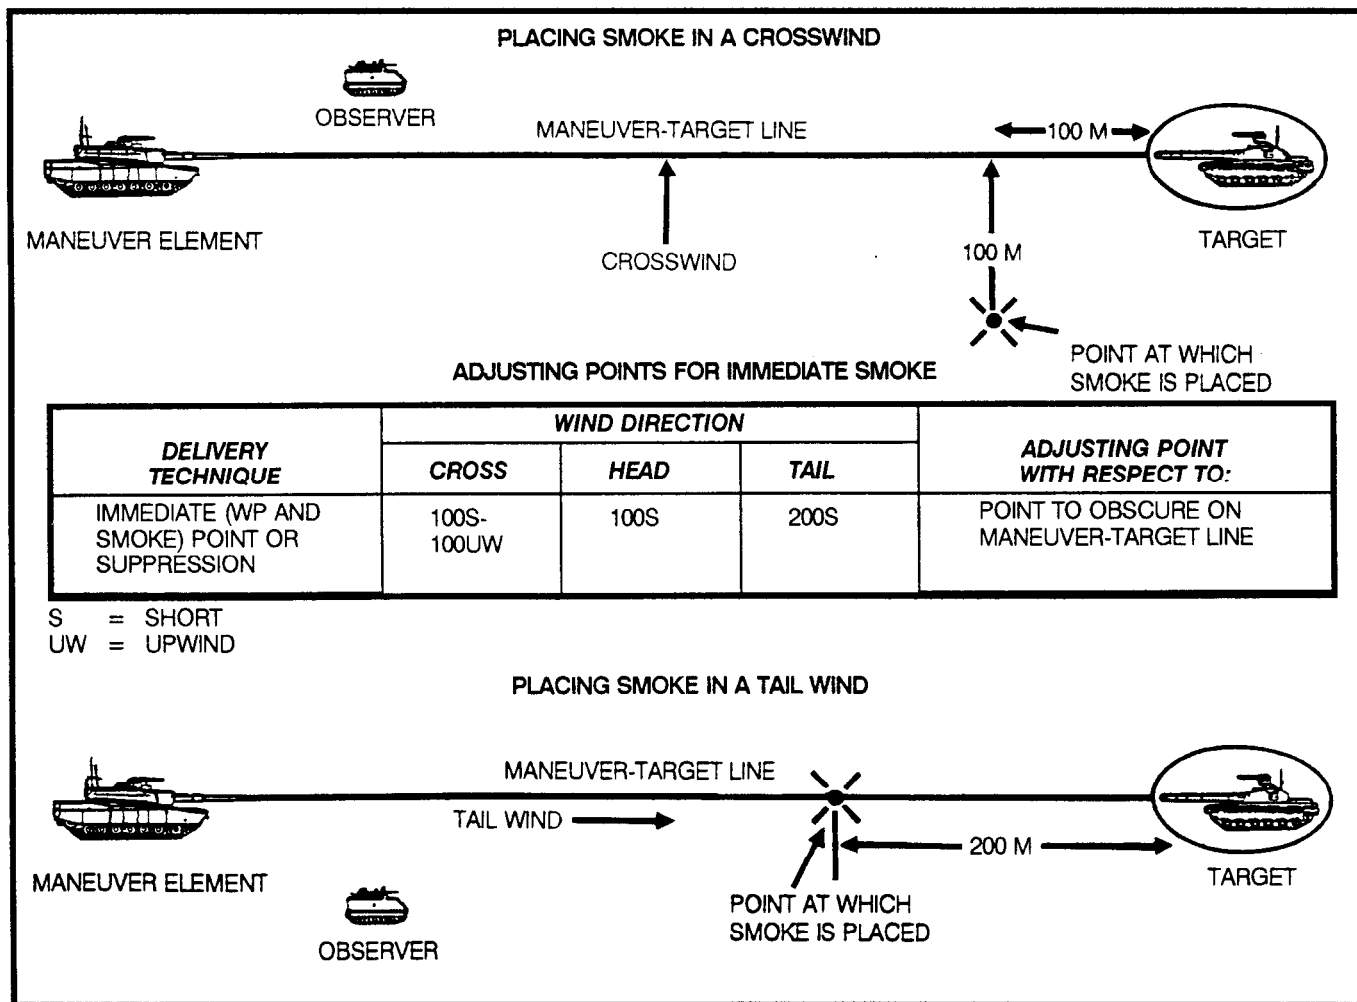 PLACING SMOKE IN A CROSSWIND
OBSERVER
MANEUVER-TARGET LINE
100 M
MANEUVER ELEMENT
CROSSWIND
100 M
TARGET
POINT AT WHICH
SMOKE IS PLACED
ADJUSTING POINTS FOR IMMEDIATE SMOKE
DELIVERY
TECHNIQUE
WIND DIRECTION
CROSS
HEAD
TAIL
ADJUSTING POINT
WITH RESPECT TO:
IMMEDIATE (WP AND
SMOKE) POINT OR
SUPPRESSION
100S-
100UW
100S
200S
POINT TO OBSCURE ON
MANEUVER-TARGET LINE
S = SHORT
UW = UPWIND
PLACING SMOKE IN A TAIL WIND
MANEUVER-TARGET LINE
TAIL WIND
200 M
MANEUVER ELEMENT
TARGET
POINT AT WHICH
SMOKE IS PLACED
OBSERVER